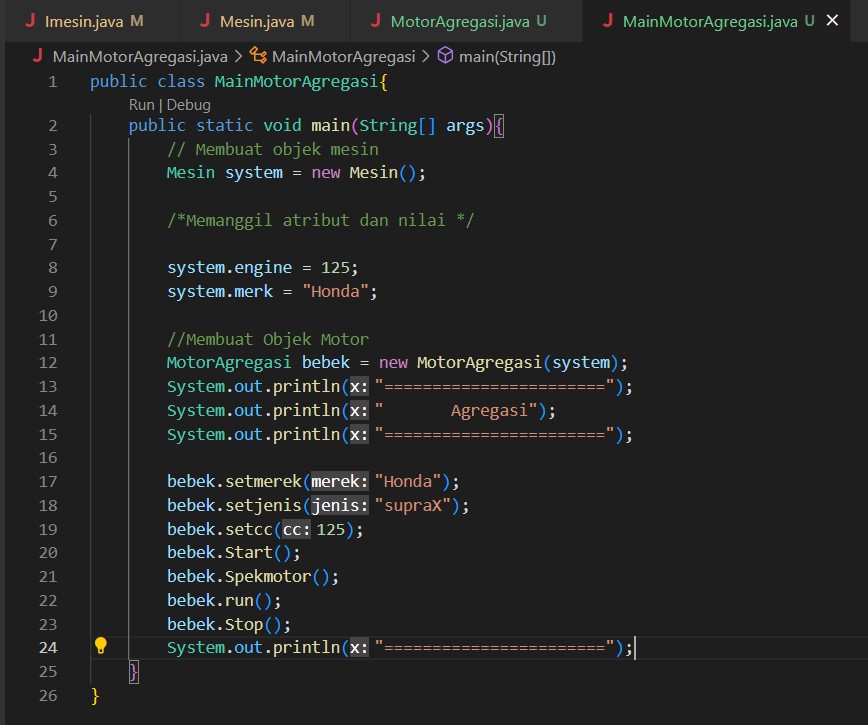 J Imesin.java M J Mesin.java M J MotorAgregasi.java U J MainMotorAgregasi.java U ×
J MainMotorAgregasi.java > MainMotorAgregasi > main(String[])
1 public class MainMotorAgregasi{
Run | Debug
2 public static void main(String[] args){
3 // Membuat objek mesin
4 Mesin system = new Mesin();
5
6 /*Memanggil atribut dan nilai */
7
8 system.engine = 125;
9 system.merk = "Honda";
10
11 //Membuat Objek Motor
12 MotorAgregasi bebek = new MotorAgregasi(system);
13 System.out.println(x: "=======================");
14 System.out.println(x: "       Agregasi");
15 System.out.println(x: "=======================");
16
17 bebek.setmerek(merek: "Honda");
18 bebek.setjenis(jenis: "supraX");
19 bebek.setcc(cc: 125);
20 bebek.Start();
21 bebek.Spekmotor();
22 bebek.run();
23 bebek.Stop();
24 System.out.println(x: "=======================");
25 }
26 }